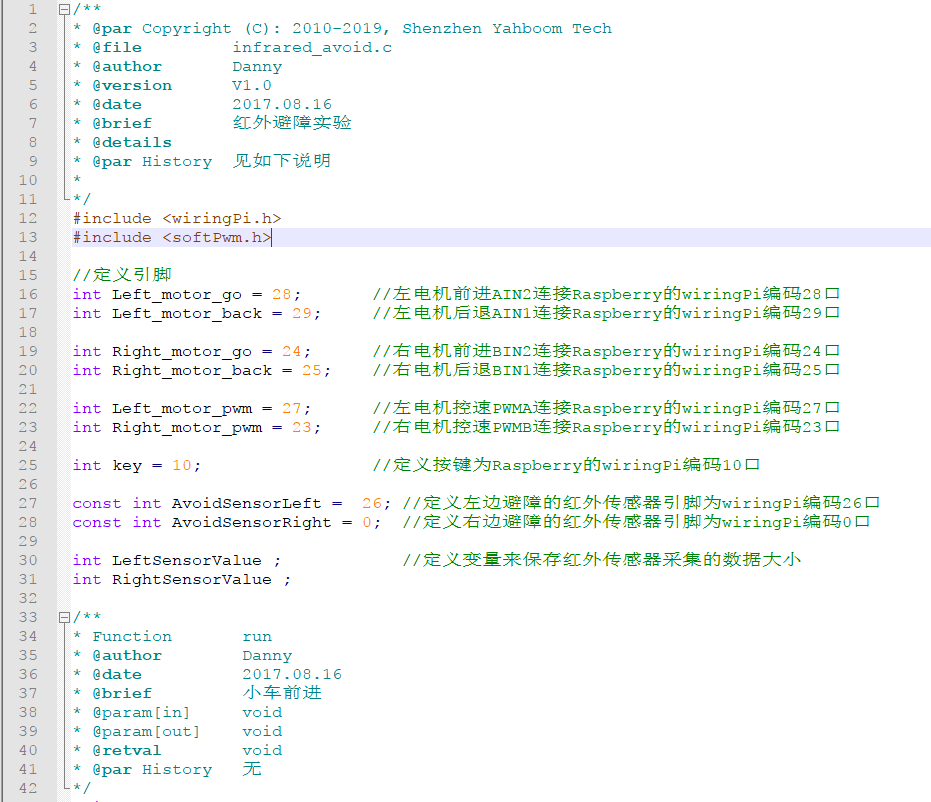 1 /**
2 * @par Copyright (C): 2010-2019, Shenzhen Yahboom Tech
3 * @file         infrared_avoid.c
4 * @author       Danny
5 * @version      V1.0
6 * @date         2017.08.16
7 * @brief        红外避障实验
8 * @details
9 * @par History  见如下说明
10 *
11 */
12 #include <wiringPi.h>
13 #include <softPwm.h>
14
15 //定义引脚
16 int Left_motor_go = 28;       //左电机前进AIN2连接Raspberry的wiringPi编码28口
17 int Left_motor_back = 29;     //左电机后退AIN1连接Raspberry的wiringPi编码29口
18
19 int Right_motor_go = 24;      //右电机前进BIN2连接Raspberry的wiringPi编码24口
20 int Right_motor_back = 25;    //右电机后退BIN1连接Raspberry的wiringPi编码25口
21
22 int Left_motor_pwm = 27;      //左电机控速PWMA连接Raspberry的wiringPi编码27口
23 int Right_motor_pwm = 23;     //右电机控速PWMB连接Raspberry的wiringPi编码23口
24
25 int key = 10;                 //定义按键为Raspberry的wiringPi编码10口
26
27 const int AvoidSensorLeft =  26; //定义左边避障的红外传感器引脚为wiringPi编码26口
28 const int AvoidSensorRight = 0;  //定义右边避障的红外传感器引脚为wiringPi编码0口
29
30 int LeftSensorValue ;            //定义变量来保存红外传感器采集的数据大小
31 int RightSensorValue ;
32
33 /**
34 * Function       run
35 * @author        Danny
36 * @date          2017.08.16
37 * @brief         小车前进
38 * @param[in]     void
39 * @param[out]    void
40 * @retval        void
41 * @par History   无
42 */